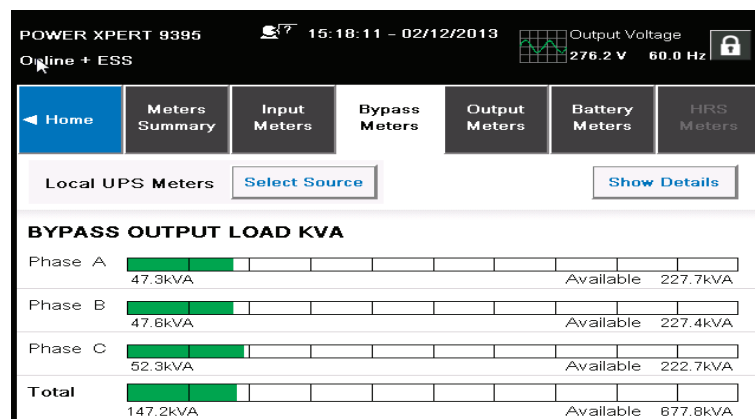 POWER XPERT 9395
? 15:18:11 - 02/12/2013
Output Voltage
Online + ESS
276.2 V 60.0 Hz
◄ Home
Meters Summary
Input Meters
Bypass Meters
Output Meters
Battery Meters
HRS Meters
Local UPS Meters
Select Source
Show Details
BYPASS OUTPUT LOAD KVA
Phase A
47.3kVA Available 227.7kVA
Phase B
47.6kVA Available 227.4kVA
Phase C
52.3kVA Available 222.7kVA
Total
147.2kVA Available 677.8kVA